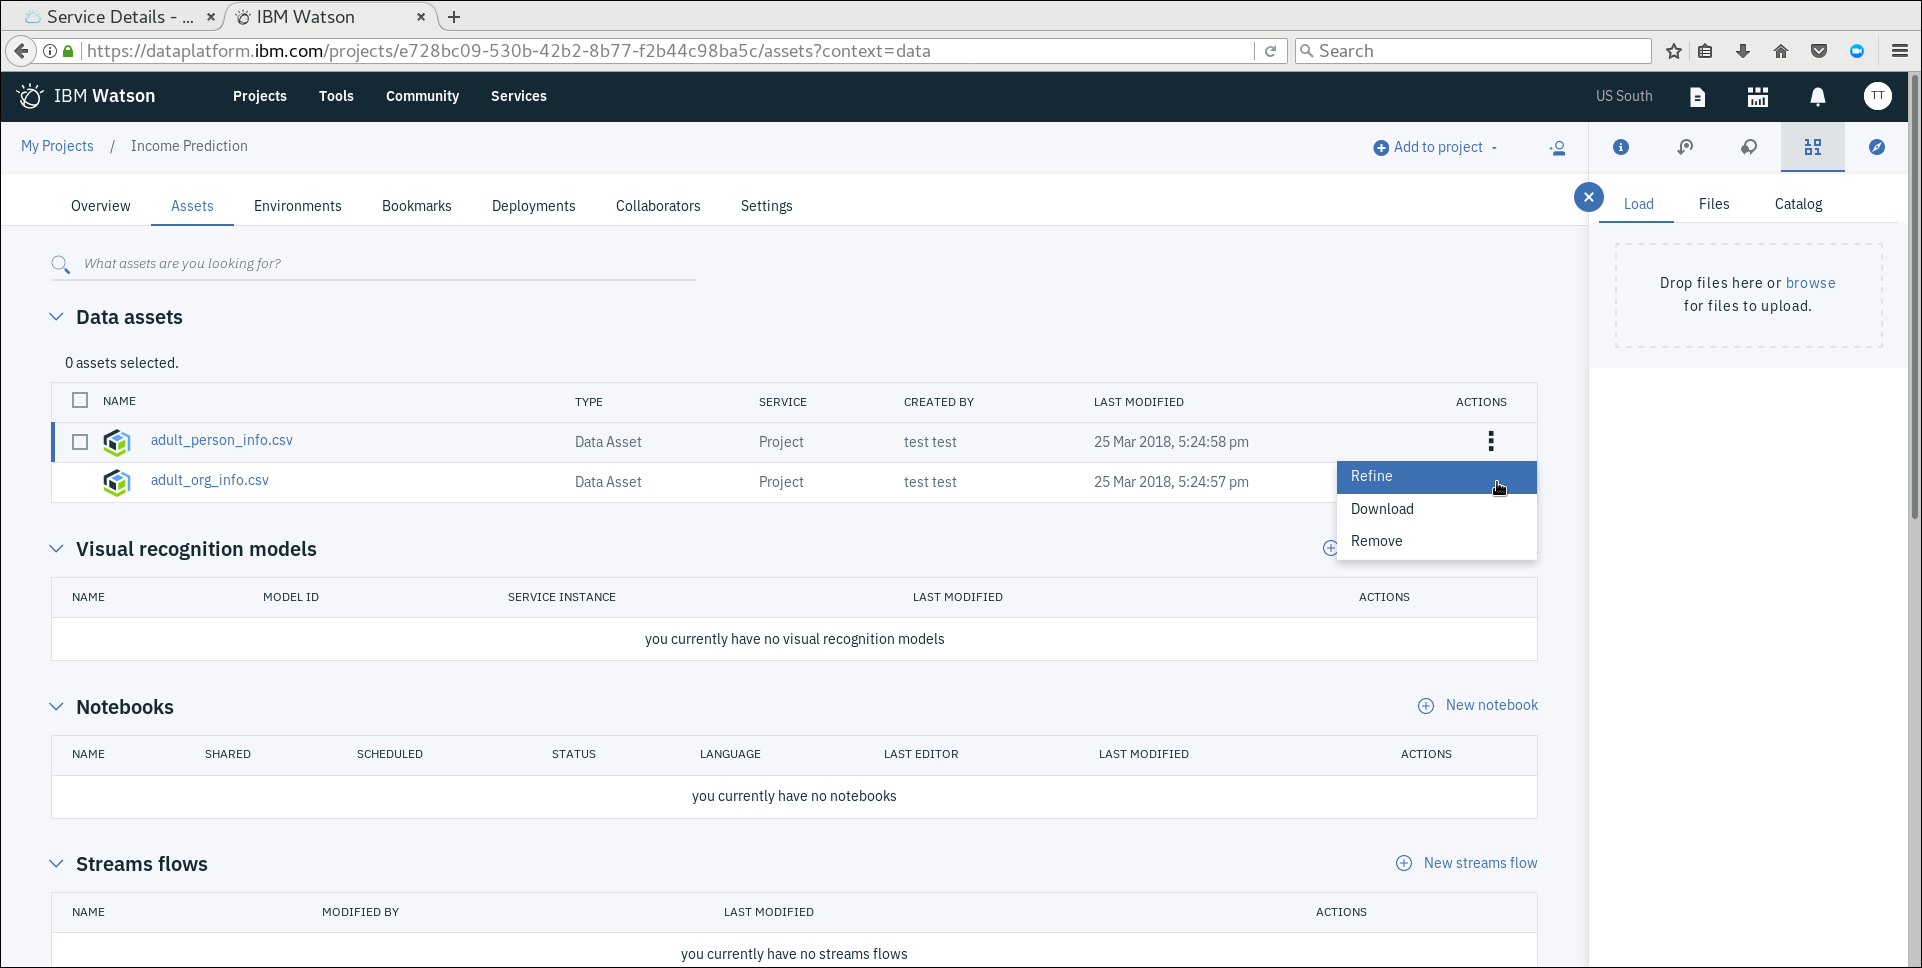 Service Details - ...
IBM Watson
https://dataplatform.ibm.com/projects/e728bc09-530b-42b2-8b77-f2b44c98ba5c/assets?context=data
Search
IBM Watson
Projects
Tools
Community
Services
US South
TT
My Projects / Income Prediction
Add to project
Overview
Assets
Environments
Bookmarks
Deployments
Collaborators
Settings
Load
Files
Catalog
What assets are you looking for?
Drop files here or browse
for files to upload.
Data assets
0 assets selected.
NAME TYPE SERVICE CREATED BY LAST MODIFIED ACTIONS
adult_person_info.csv Data Asset Project test test 25 Mar 2018, 5:24:58 pm
adult_org_info.csv Data Asset Project test test 25 Mar 2018, 5:24:57 pm
Refine
Download
Remove
Visual recognition models
NAME MODEL ID SERVICE INSTANCE LAST MODIFIED ACTIONS
you currently have no visual recognition models
Notebooks
New notebook
NAME SHARED SCHEDULED STATUS LANGUAGE LAST EDITOR LAST MODIFIED ACTIONS
you currently have no notebooks
Streams flows
New streams flow
NAME MODIFIED BY LAST MODIFIED ACTIONS
you currently have no streams flows